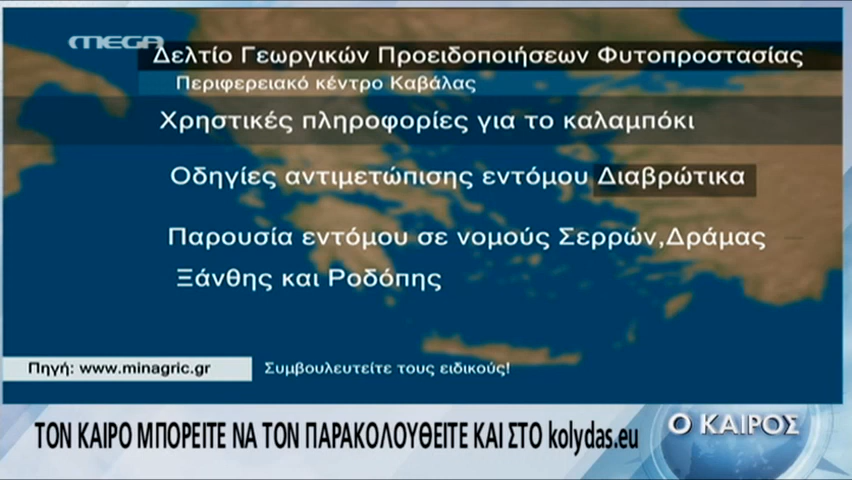 MEGA
Δελτίο Γεωργικών Προειδοποιήσεων Φυτοπροστασίας
Περιφερειακό κέντρο Καβάλας
Χρηστικές πληροφορίες για το καλαμπόκι
Οδηγίες αντιμετώπισης εντόμου Διαβρώτικα
Παρουσία εντόμου σε νομούς Σερρών,Δράμας
Ξάνθης και Ροδόπης
Πηγή: www.minagric.gr Συμβουλευτείτε τους ειδικούς!
ΤΟΝ ΚΑΙΡΟ ΜΠΟΡΕΙΤΕ ΝΑ ΤΟΝ ΠΑΡΑΚΟΛΟΥΘΕΙΤΕ ΚΑΙ ΣΤΟ kolydas.eu
Ο ΚΑΙΡΟΣ